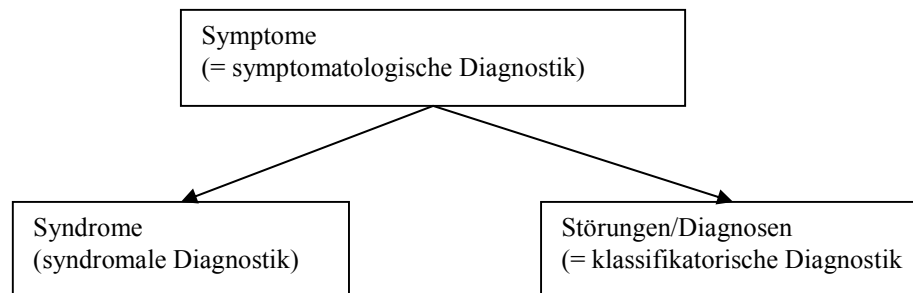 Symptome
(= symptomatologische Diagnostik)
Syndrome
(syndromale Diagnostik)
Störungen/Diagnosen
(= klassifikatorische Diagnostik